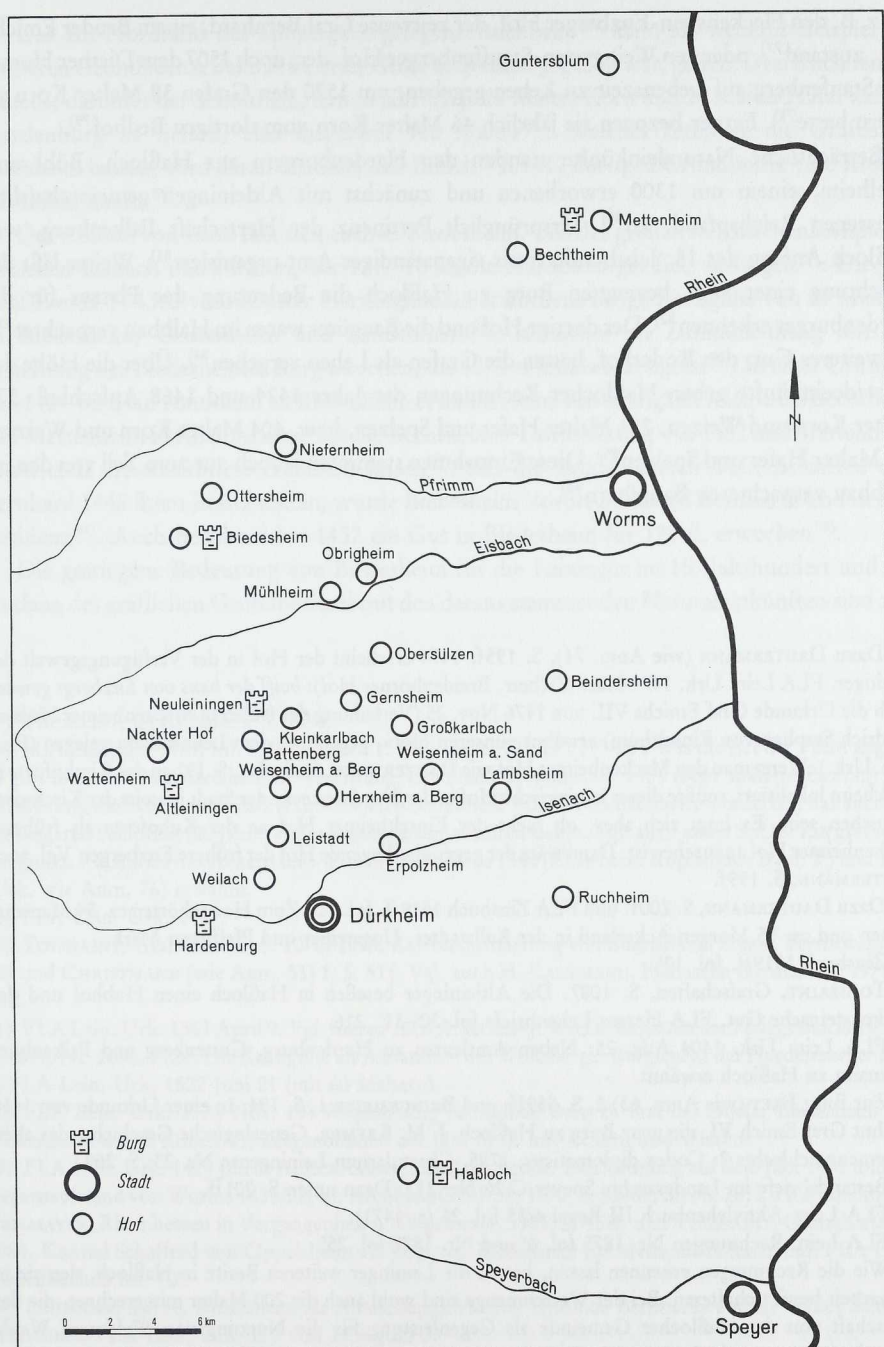 Guntersblum
Mettenheim
Bechtheim
Rhein
N
Niefernheim
Pfrimm
Ottersheim
Worms
Biedesheim
Eisbach
Obrigheim
Mühlheim
Obersülzen
Beindersheim
Neuleiningen
Gernsheim
Nackter Hof
Kleinkarlbach
Großkarlbach
Battenberg
Weisenheim a. Sand
Wattenheim
Weisenheim a. Berg
Lambsheim
Altleiningen
Herxheim a. Berg
Isenach
Leistadt
Erpolzheim
Weilach
Ruchheim
Dürkheim
Hardenburg
Rhein
Burg
Stadt
Hof
Haßloch
Speyerbach
0 2 4 6 km
Speyer